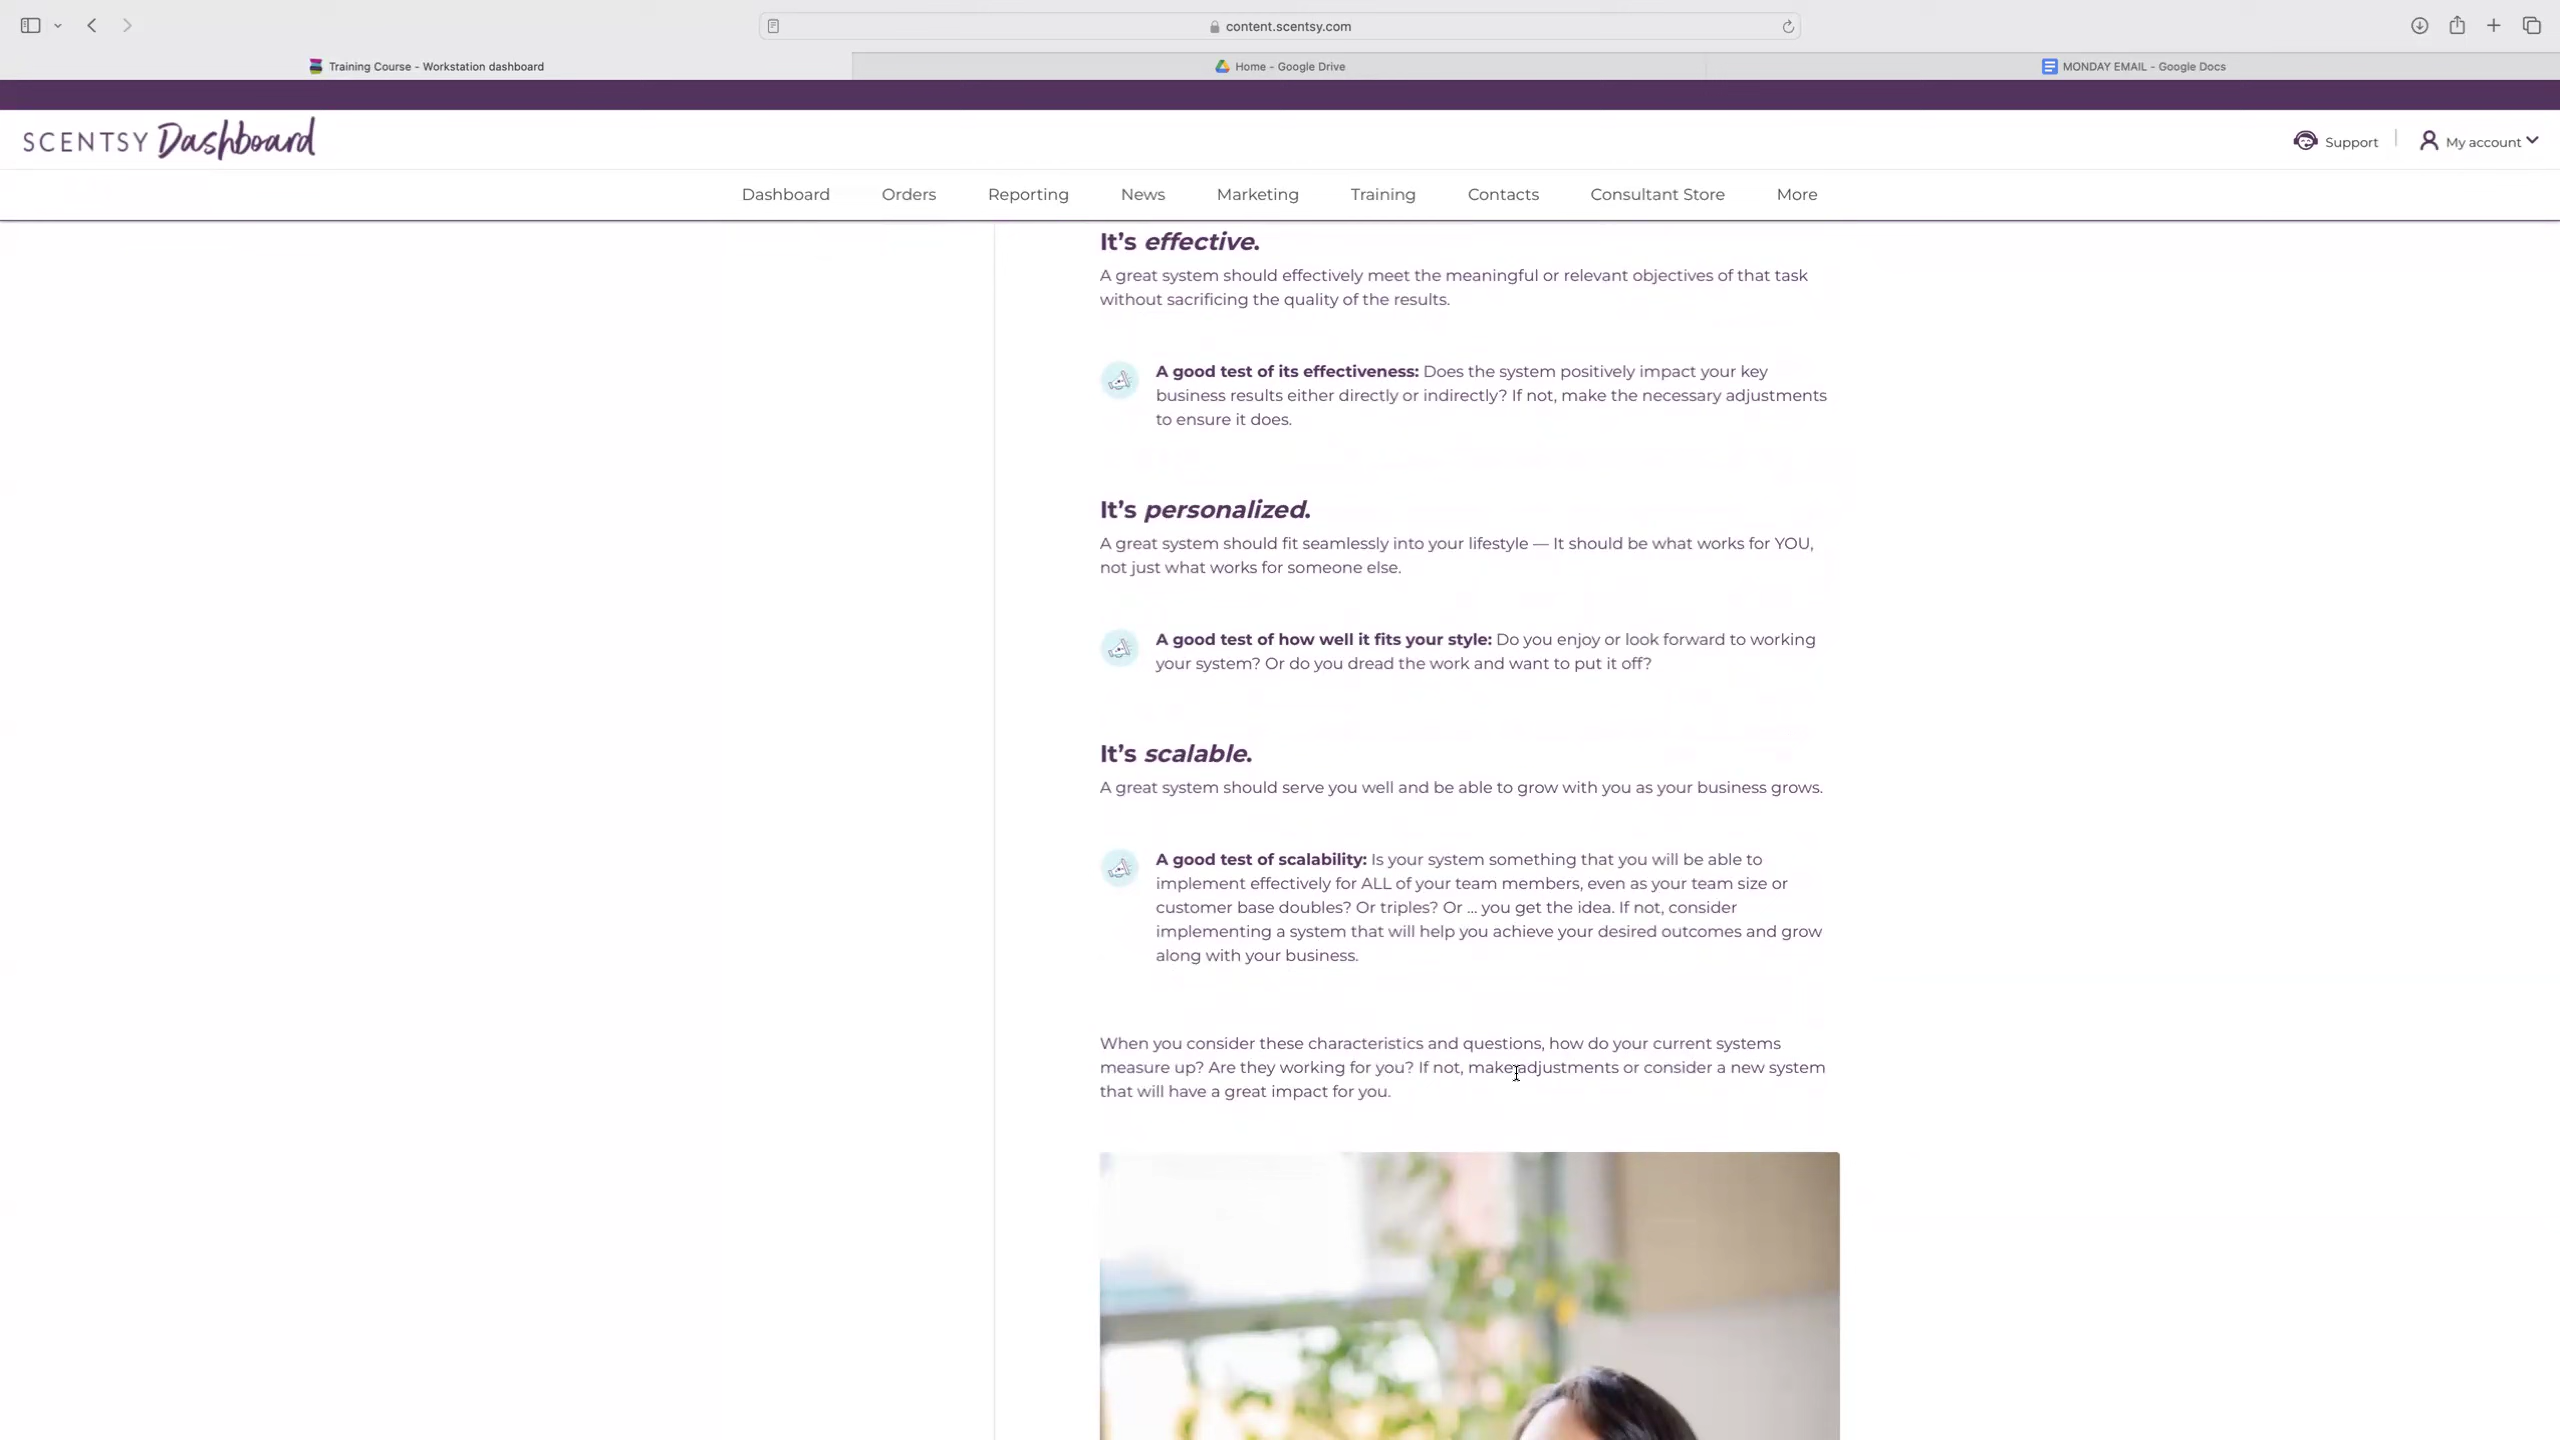 content.scentsy.com
Training Course - Workstation dashboard
Home - Google Drive
MONDAY EMAIL - Google Docs
SCENTSY Dashboard
Support
My account
Dashboard
Orders
Reporting
News
Marketing
Training
Contacts
Consultant Store
More
It’s effective.
A great system should effectively meet the meaningful or relevant objectives of that task
without sacrificing the quality of the results.
A good test of its effectiveness: Does the system positively impact your key
business results either directly or indirectly? If not, make the necessary adjustments
to ensure it does.
It’s personalized.
A great system should fit seamlessly into your lifestyle — It should be what works for YOU,
not just what works for someone else.
A good test of how well it fits your style: Do you enjoy or look forward to working
your system? Or do you dread the work and want to put it off?
It’s scalable.
A great system should serve you well and be able to grow with you as your business grows.
A good test of scalability: Is your system something that you will be able to
implement effectively for ALL of your team members, even as your team size or
customer base doubles? Or triples? Or ... you get the idea. If not, consider
implementing a system that will help you achieve your desired outcomes and grow
along with your business.
When you consider these characteristics and questions, how do your current systems
measure up? Are they working for you? If not, make adjustments or consider a new system
that will have a great impact for you.